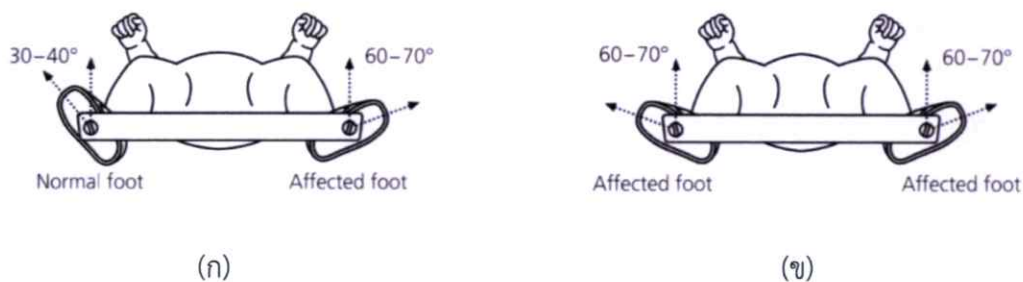 30–40°
60–70°
Normal foot
Affected foot
(ก)
60–70°
60–70°
Affected foot
Affected foot
(ข)